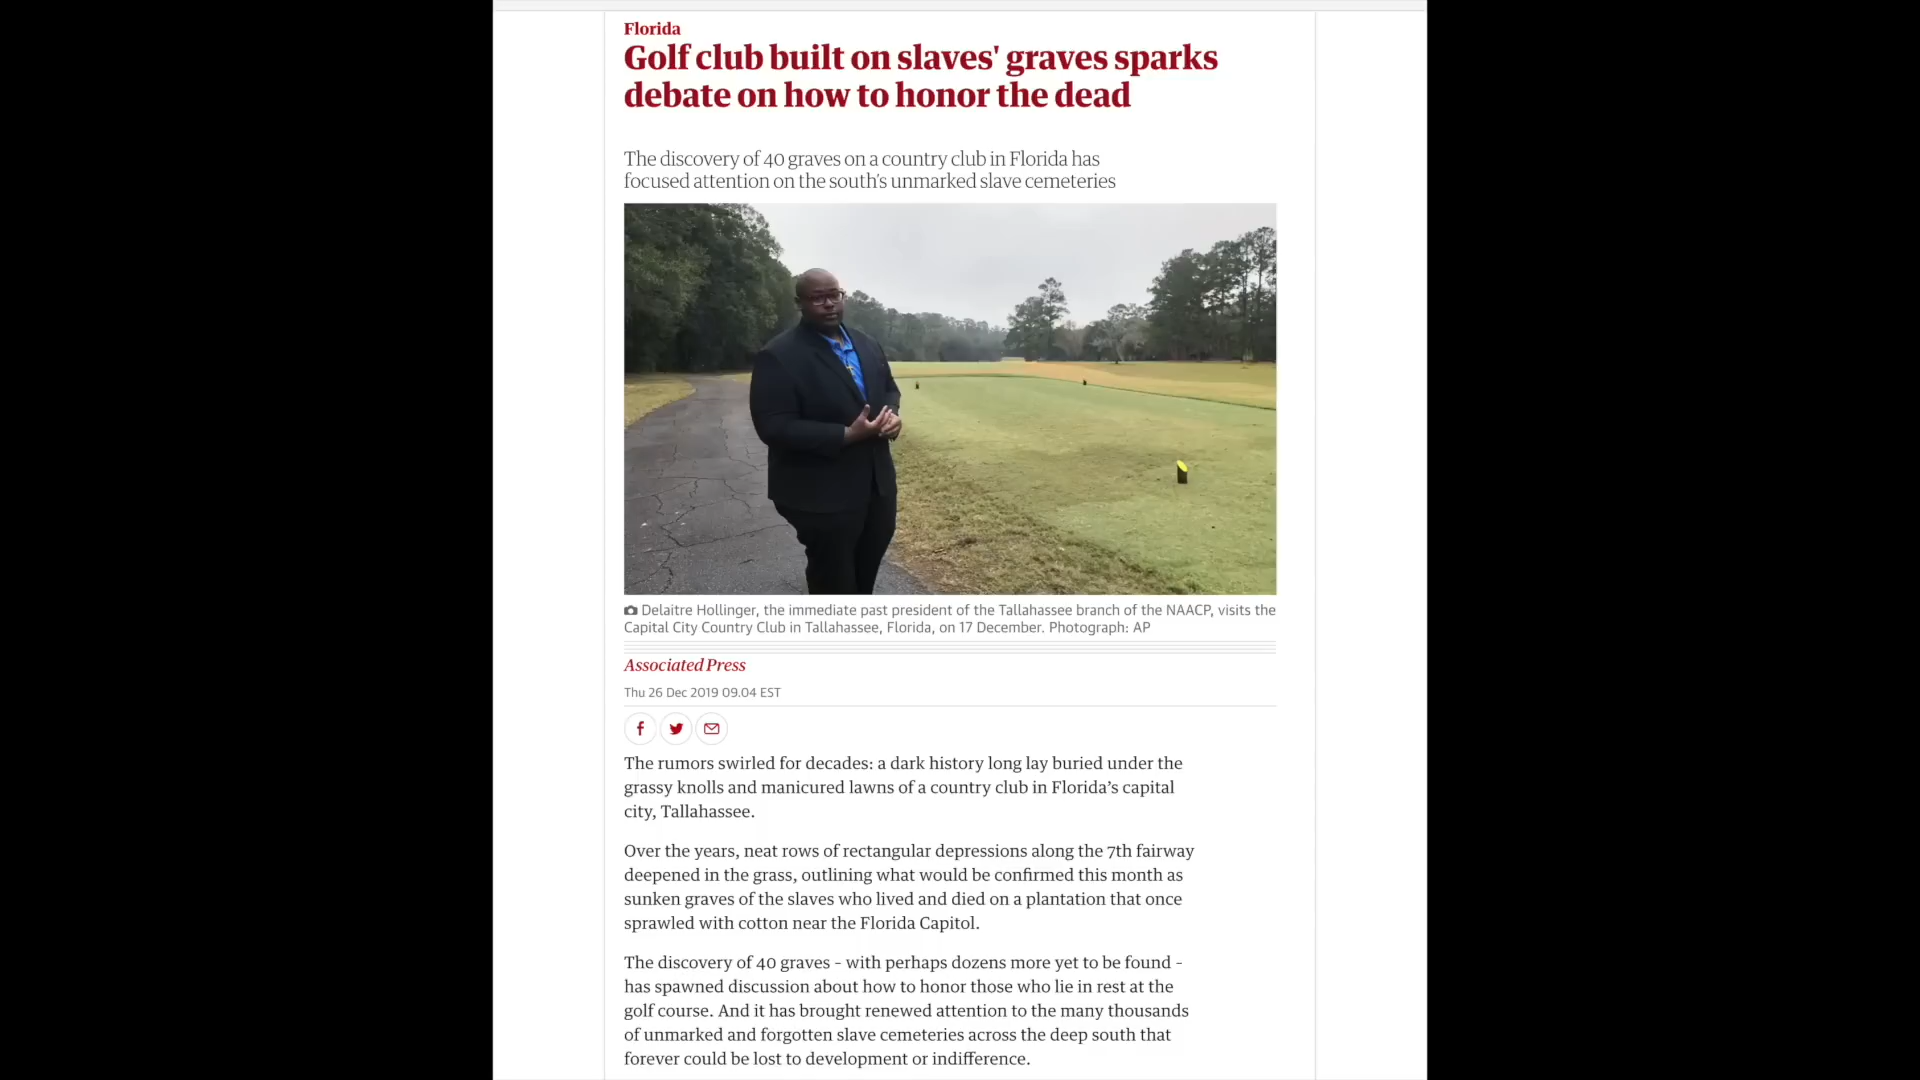 Florida
Golf club built on slaves' graves sparks
debate on how to honor the dead
The discovery of 40 graves on a country club in Florida has
focused attention on the south's unmarked slave cemeteries
Delaitre Hollinger, the immediate past president of the Tallahassee branch of the NAACP, visits the
Capital City Country Club in Tallahassee, Florida, on 17 December. Photograph: AP
Associated Press
Thu 26 Dec 2019 09.04 EST
The rumors swirled for decades: a dark history long lay buried under the
grassy knolls and manicured lawns of a country club in Florida’s capital
city, Tallahassee.
Over the years, neat rows of rectangular depressions along the 7th fairway
deepened in the grass, outlining what would be confirmed this month as
sunken graves of the slaves who lived and died on a plantation that once
sprawled with cotton near the Florida Capitol.
The discovery of 40 graves – with perhaps dozens more yet to be found –
has spawned discussion about how to honor those who lie in rest at the
golf course. And it has brought renewed attention to the many thousands
of unmarked and forgotten slave cemeteries across the deep south that
forever could be lost to development or indifference.